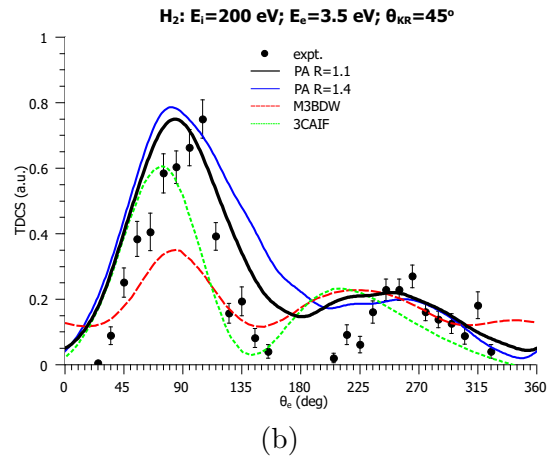 H₂: Eᵢ=200 eV; Eₑ=3.5 eV; θKR=45º
expt.
PA R=1.1
PA R=1.4
M3BDW
3CAIF
TDCS (a.u.)
1
0.8
0.6
0.4
0.2
0
0 45 90 135 180 225 270 315 360
θₑ (deg)
(b)